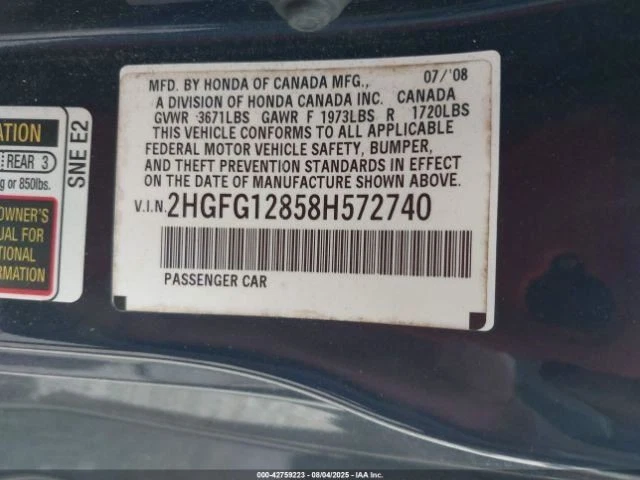 MFD. BY HONDA OF CANADA MFG., 07/'08
A DIVISION OF HONDA CANADA INC. CANADA
GVWR 3671LBS GAWR F 1973LBS R 1720LBS
THIS VEHICLE CONFORMS TO ALL APPLICABLE
FEDERAL MOTOR VEHICLE SAFETY, BUMPER,
AND THEFT PREVENTION STANDARDS IN EFFECT
ON THE DATE OF MANUFACTURE SHOWN ABOVE.
V.I.N. 2HGFG12858H572740
PASSENGER CAR
ATION
REAR 3
g or 850lbs.
OWNER'S
UAL FOR
TIONAL
RMATION
SNE E2
000-42759223 - 08/04/2025 - IAA, Inc.